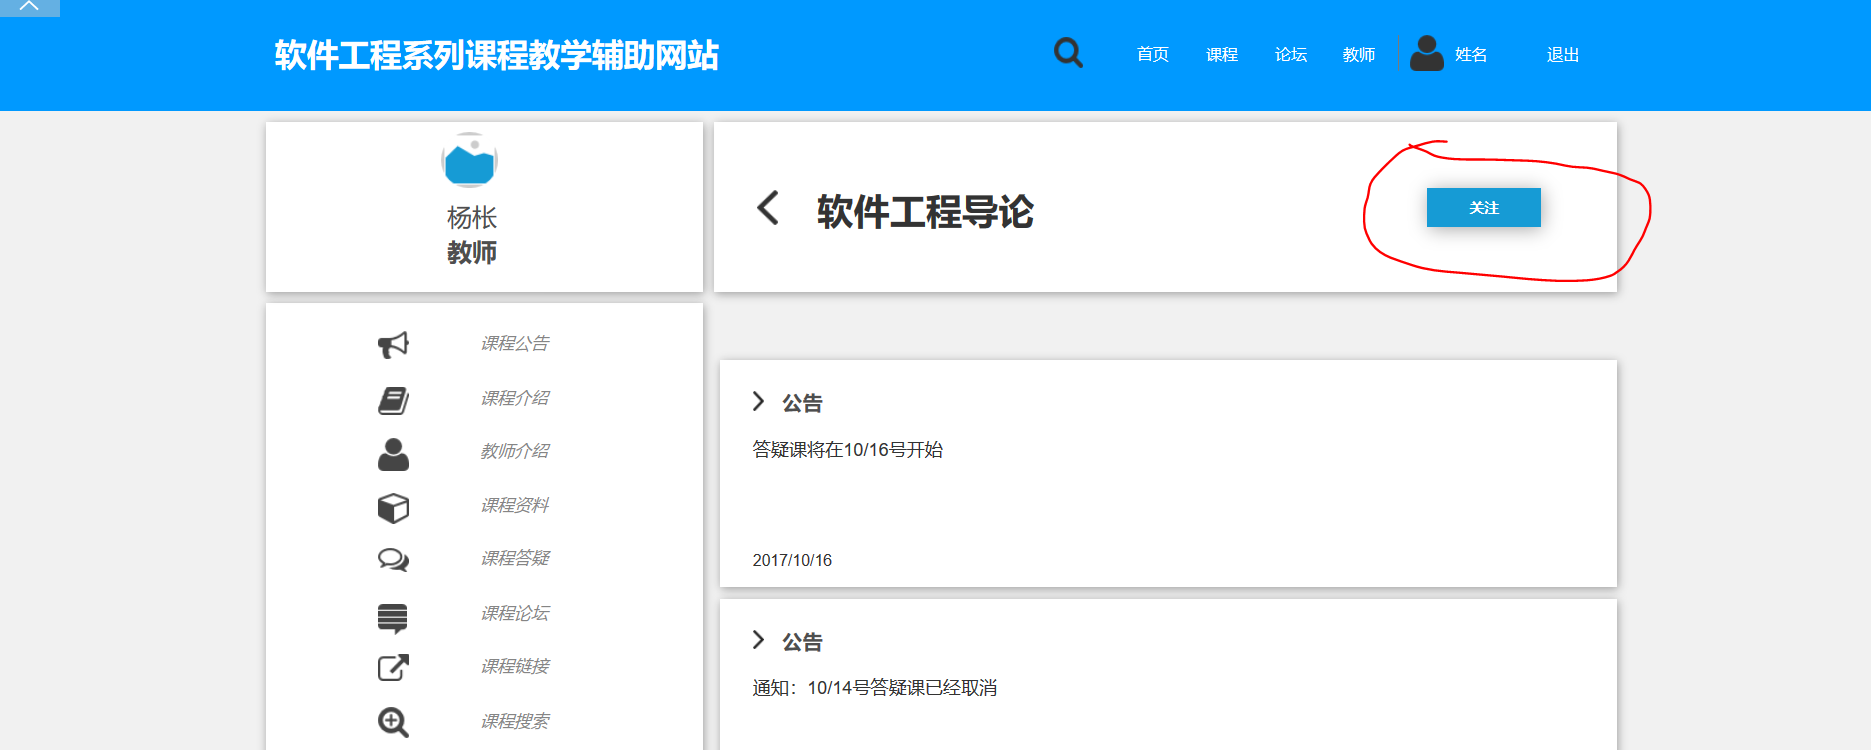 软件工程系列课程教学辅助网站
首页 课程 论坛 教师 姓名 退出
杨枨
教师
软件工程导论
关注
课程公告
课程介绍
教师介绍
课程资料
课程答疑
课程论坛
课程链接
课程搜索
公告
答疑课将在10/16号开始
2017/10/16
公告
通知：10/14号答疑课已经取消